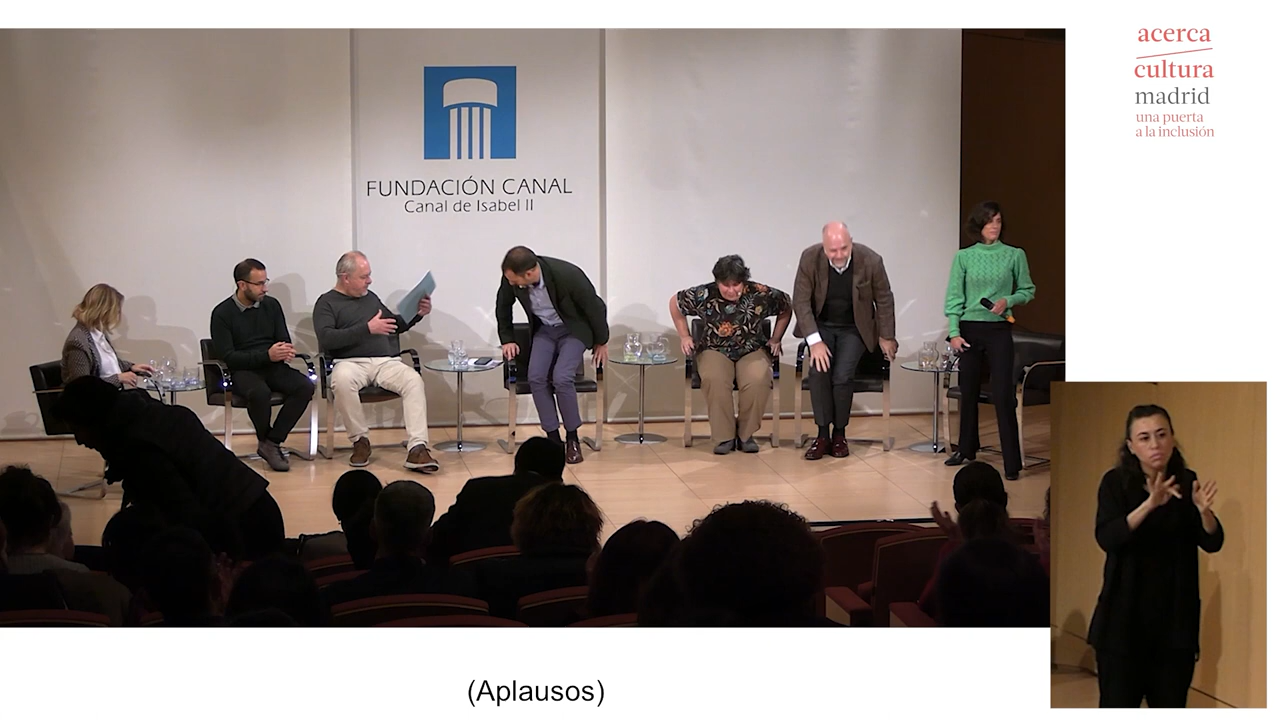 FUNDACIÓN CANAL
Canal de Isabel II
acerca
cultura
madrid
una puerta
a la inclusión
(Aplausos)